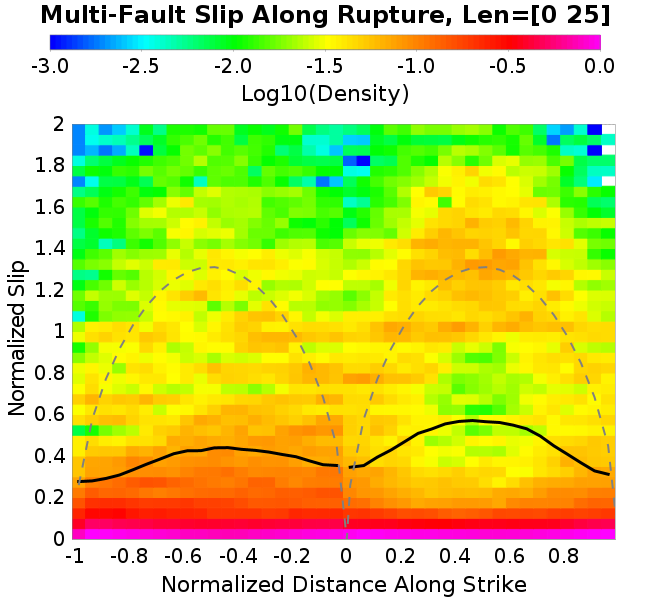 Multi-Fault Slip Along Rupture, Len=[0 25]
-3.0 -2.5 -2.0 -1.5 -1.0 -0.5 0.0
Log10(Density)
2
1.8
1.6
1.4
1.2
1
0.8
0.6
0.4
0.2
0
Normalized Slip
-1 -0.8 -0.6 -0.4 -0.2 0 0.2 0.4 0.6 0.8
Normalized Distance Along Strike